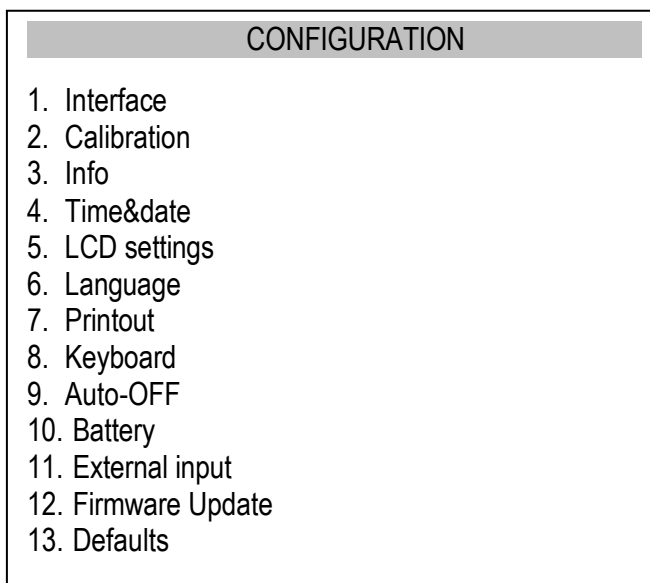 CONFIGURATION
1. Interface
2. Calibration
3. Info
4. Time&date
5. LCD settings
6. Language
7. Printout
8. Keyboard
9. Auto-OFF
10. Battery
11. External input
12. Firmware Update
13. Defaults